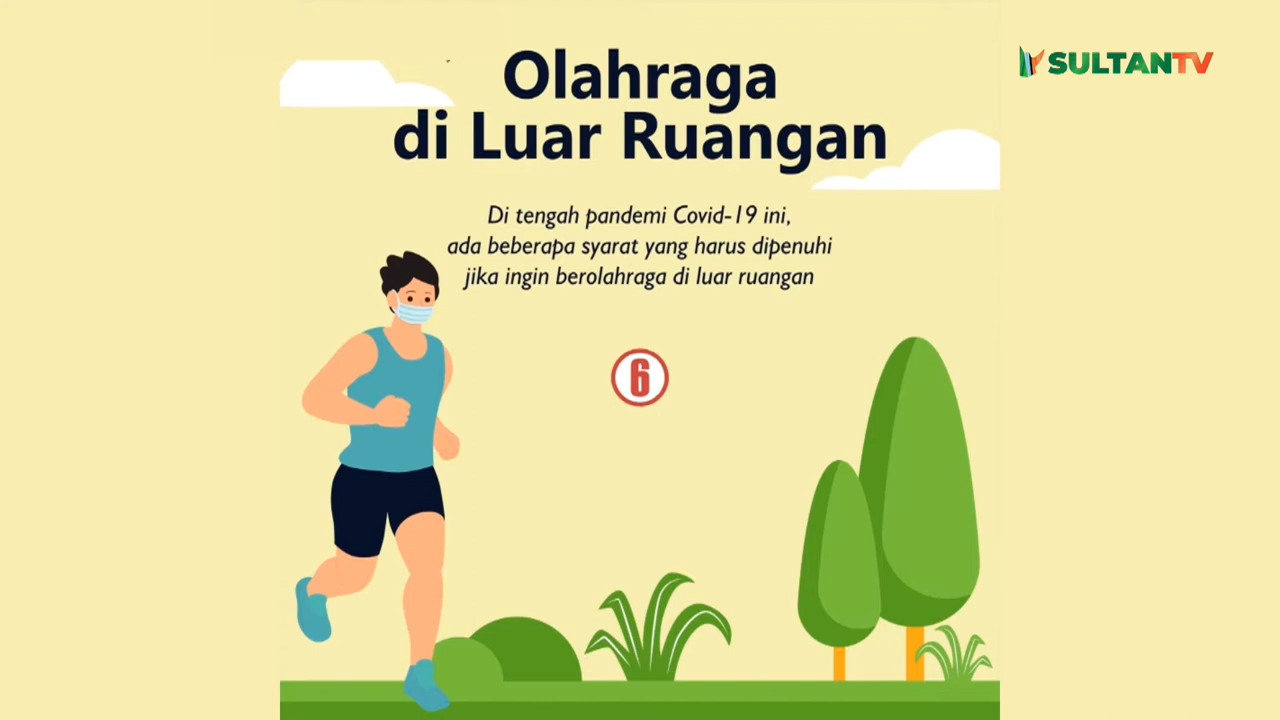 SULTANTV
Olahraga
di Luar Ruangan
Di tengah pandemi Covid-19 ini,
ada beberapa syarat yang harus dipenuhi
jika ingin berolahraga di luar ruangan
6